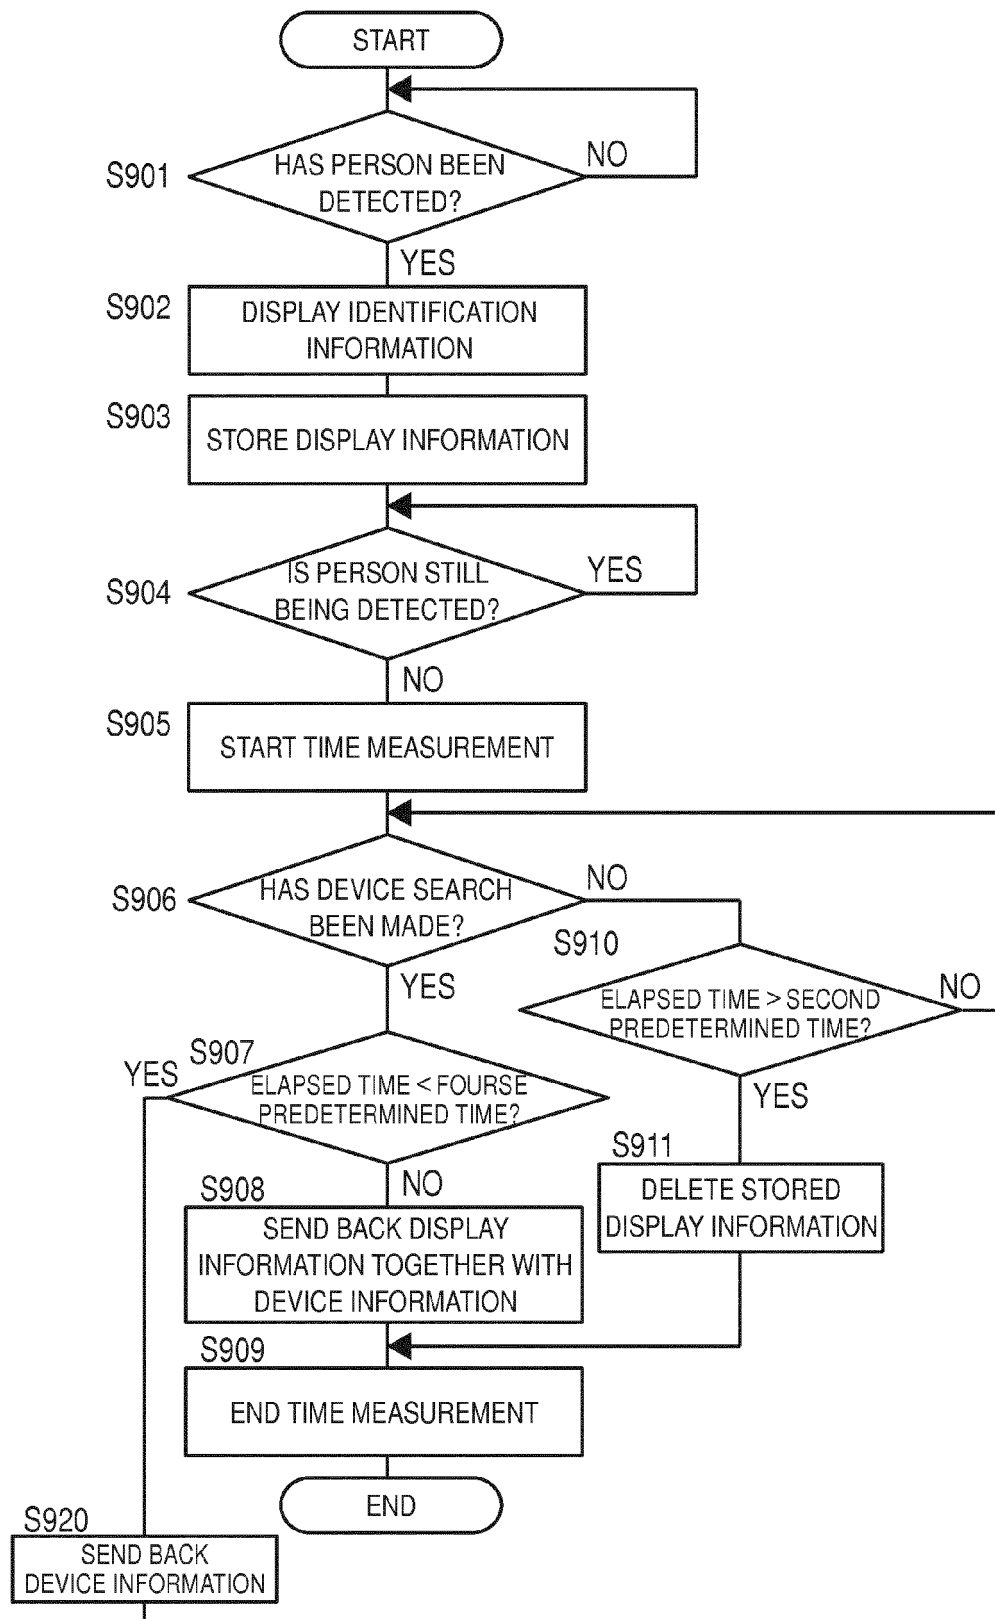 START
S901
HAS PERSON BEEN
DETECTED?
NO
YES
S902
DISPLAY IDENTIFICATION
INFORMATION
S903
STORE DISPLAY INFORMATION
S904
IS PERSON STILL
BEING DETECTED?
YES
NO
S905
START TIME MEASUREMENT
S906
HAS DEVICE SEARCH
BEEN MADE?
NO
YES
S910
ELAPSED TIME > SECOND
PREDETERMINED TIME?
NO
YES
S907
YES
ELAPSED TIME < FOURSE
PREDETERMINED TIME?
NO
S911
DELETE STORED
DISPLAY INFORMATION
S908
SEND BACK DISPLAY
INFORMATION TOGETHER WITH
DEVICE INFORMATION
S909
END TIME MEASUREMENT
END
S920
SEND BACK
DEVICE INFORMATION